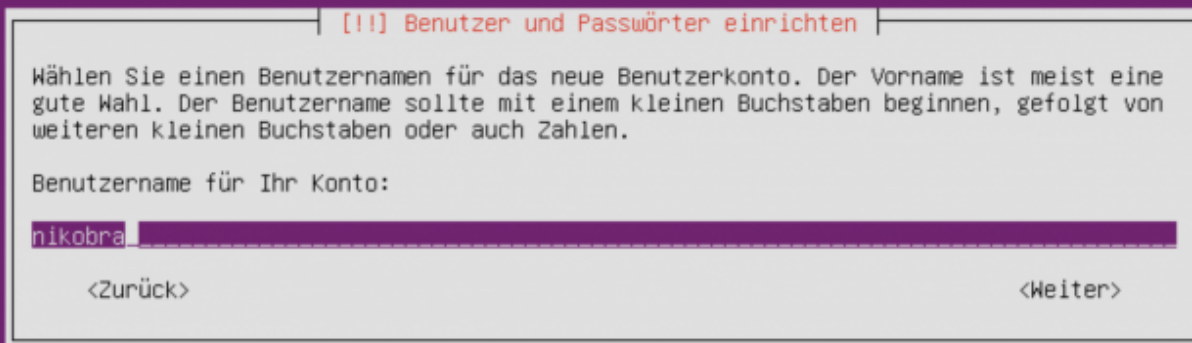 [!!] Benutzer und Passwörter einrichten
Wählen Sie einen Benutzernamen für das neue Benutzerkonto. Der Vorname ist meist eine
gute Wahl. Der Benutzername sollte mit einem kleinen Buchstaben beginnen, gefolgt von
weiteren kleinen Buchstaben oder auch Zahlen.
Benutzername für Ihr Konto:
nikobra
<Zurück> <Weiter>